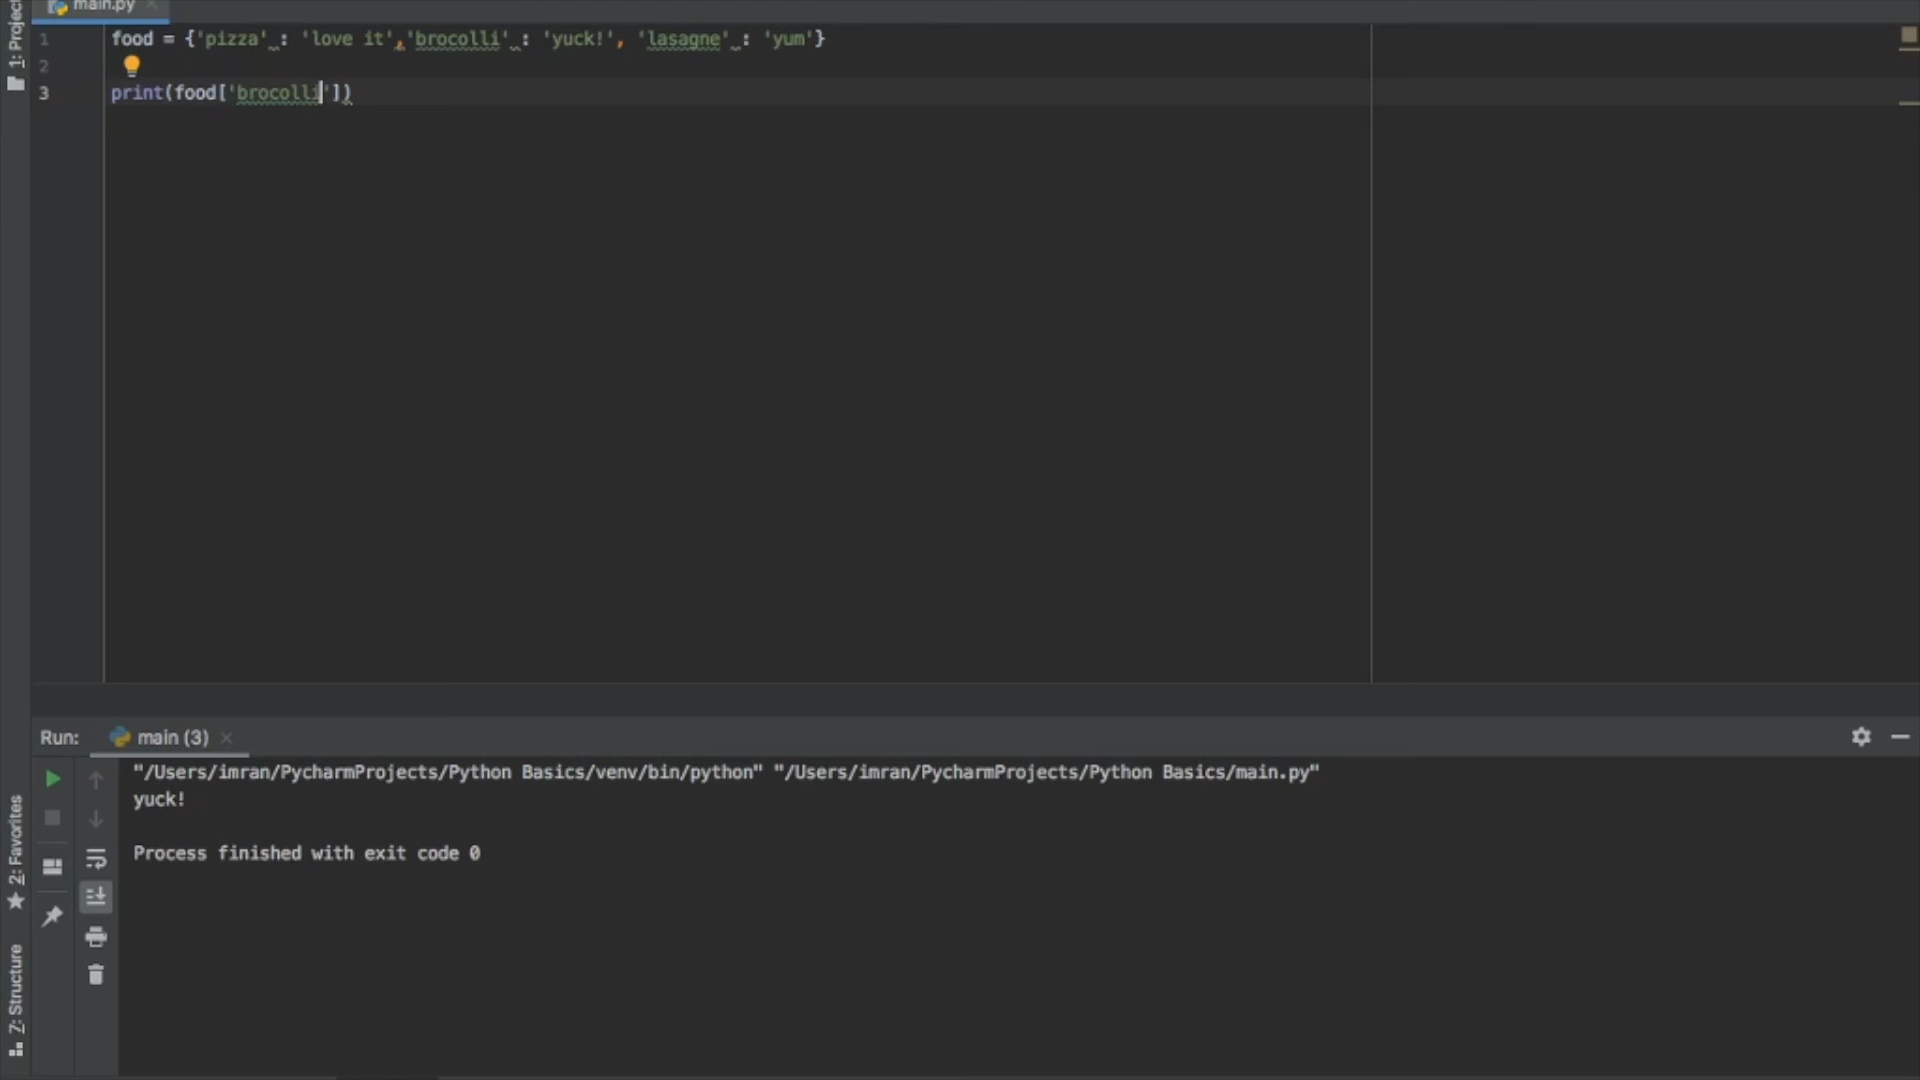 main.py
1: Project
1 food = {'pizza' : 'love it','brocolli' : 'yuck!', 'lasagne' : 'yum'}
2
3 print(food['brocolli'])
Run: main (3)
"/Users/imran/PycharmProjects/Python Basics/venv/bin/python" "/Users/imran/PycharmProjects/Python Basics/main.py"
yuck!
Process finished with exit code 0
2: Favorites
7: Structure